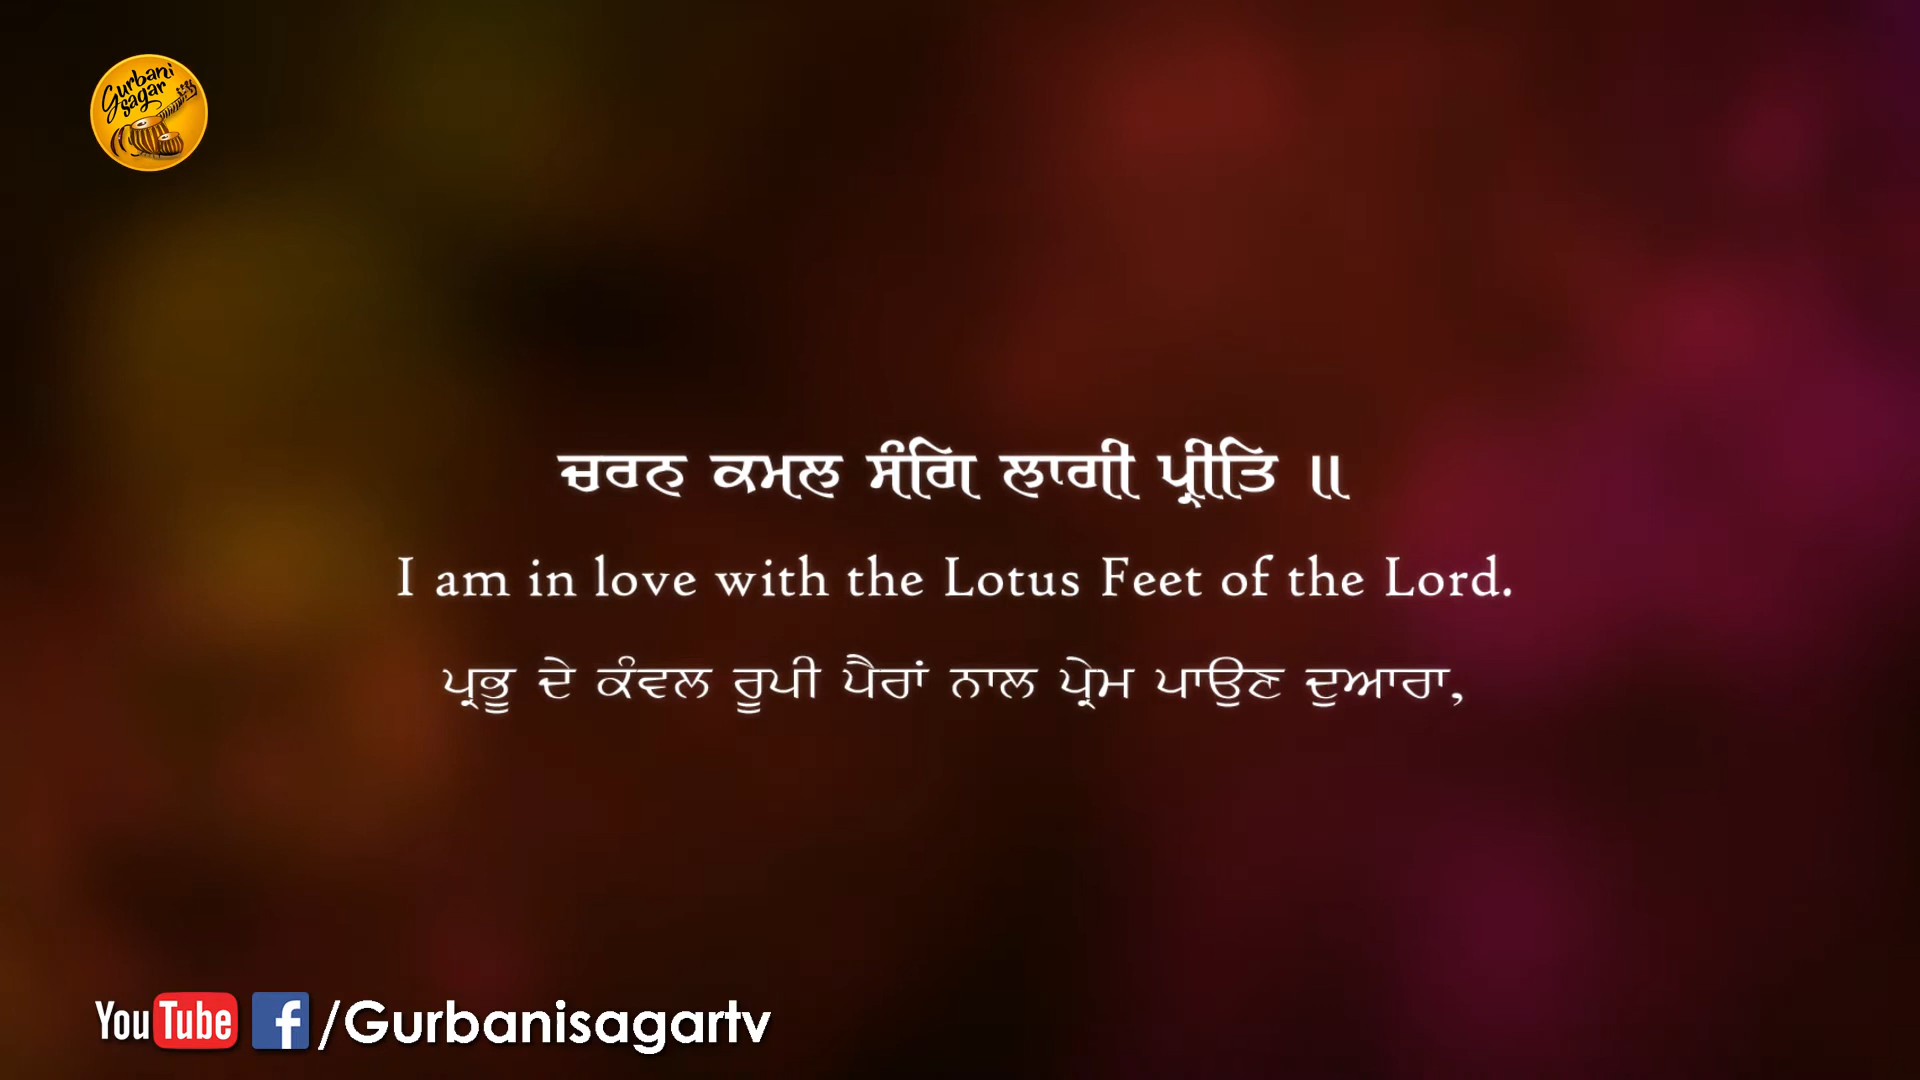 Gurbani
Sagar
ਚਰਨ ਕਮਲ ਸੰਗਿ ਲਾਗੀ ਪ੍ਰੀਤਿ ॥
I am in love with the Lotus Feet of the Lord.
ਪ੍ਰਭੂ ਦੇ ਕੰਵਲ ਰੂਪੀ ਪੈਰਾਂ ਨਾਲ ਪ੍ਰੇਮ ਪਾਉਣ ਦੁਆਰਾ,
YouTube f /Gurbanisagartv